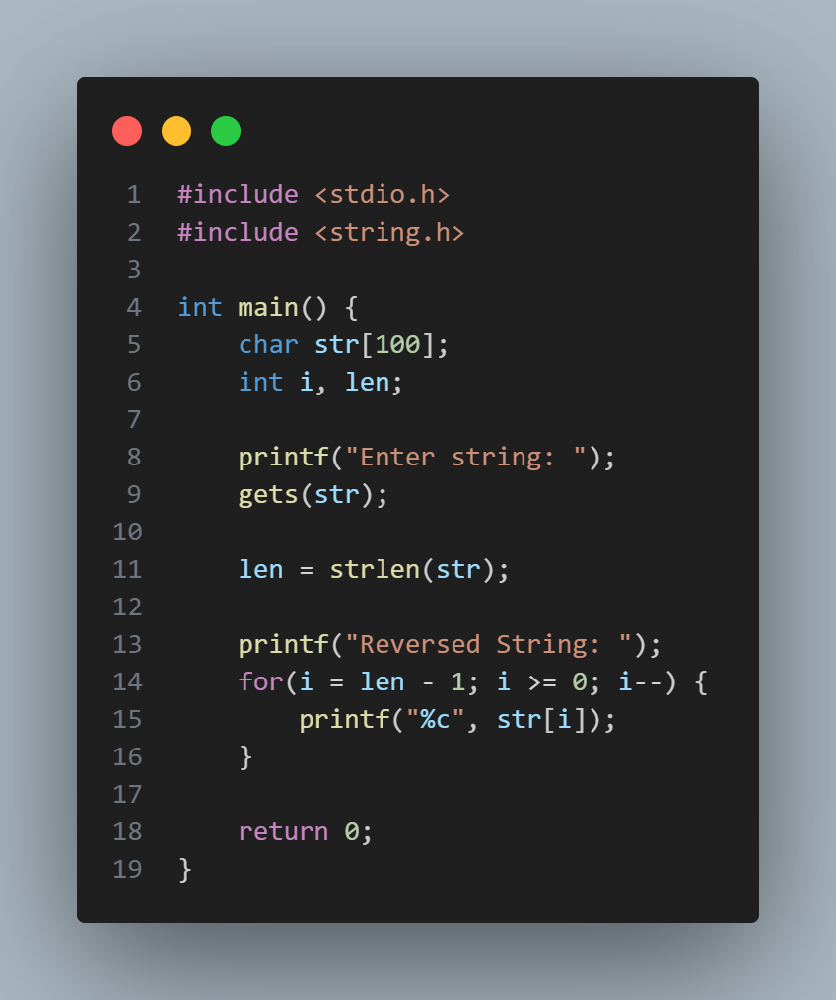 1 #include <stdio.h>
2 #include <string.h>
3
4 int main() {
5     char str[100];
6     int i, len;
7
8     printf("Enter string: ");
9     gets(str);
10
11     len = strlen(str);
12
13     printf("Reversed String: ");
14     for(i = len - 1; i >= 0; i--) {
15         printf("%c", str[i]);
16     }
17
18     return 0;
19 }